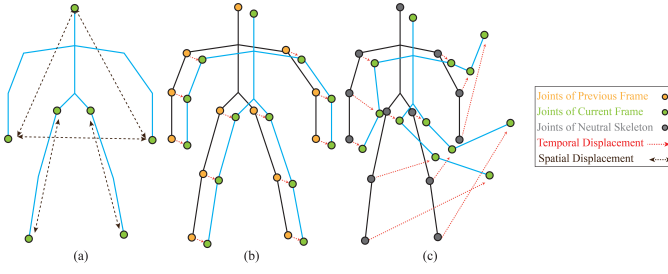 Joints of Previous Frame
Joints of Current Frame
Joints of Neutral Skeleton
Temporal Displacement
Spatial Displacement
(a)
(b)
(c)